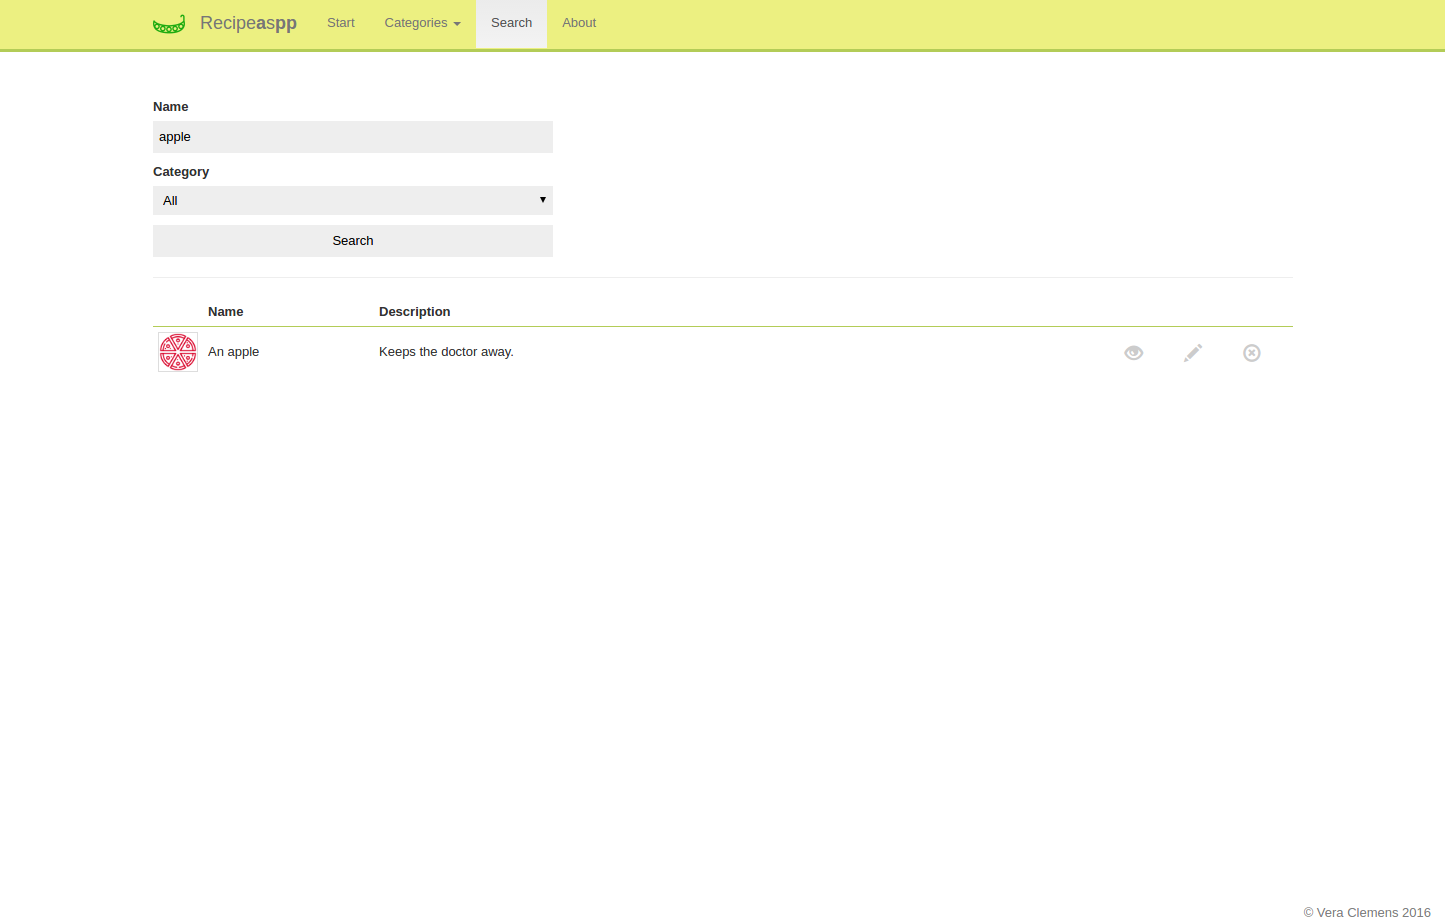 Recipeaspp Start Categories Search About
Name
apple
Category
All
Search
Name Description
An apple Keeps the doctor away.
© Vera Clemens 2016